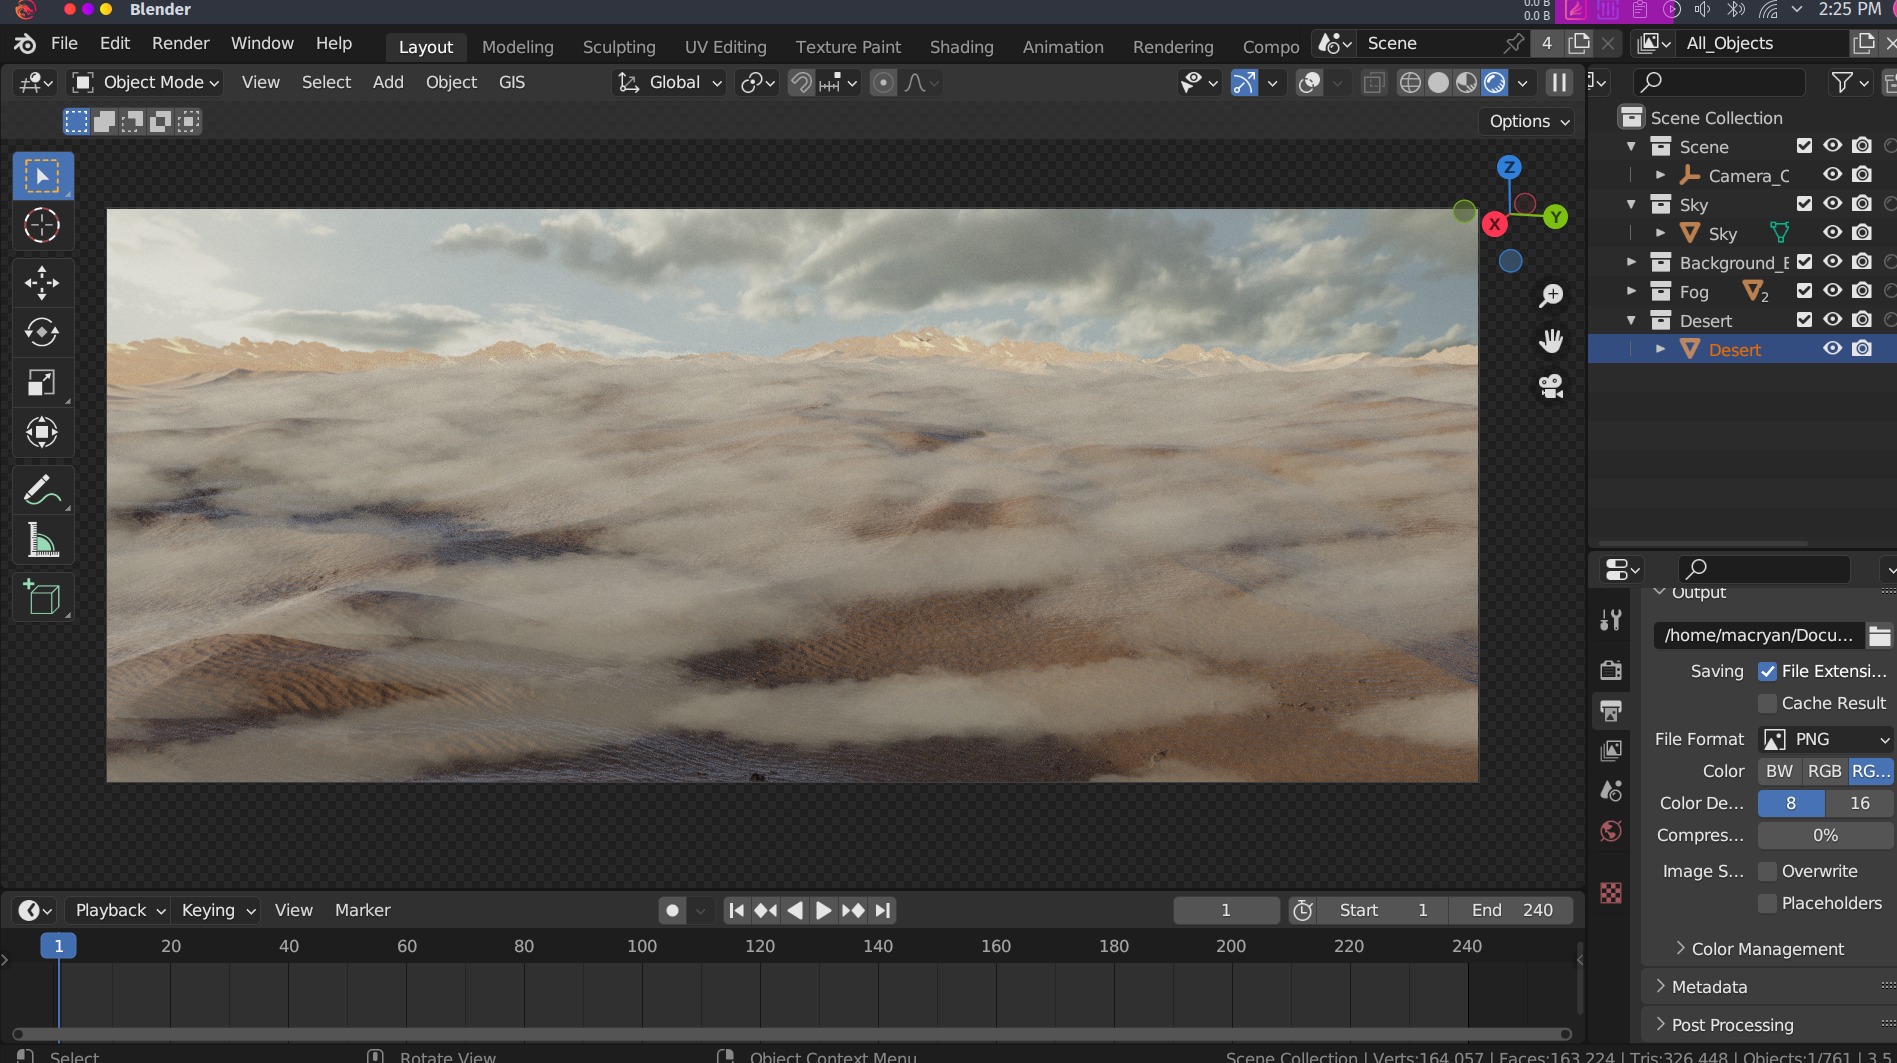 Blender
0.0 B
0.0 B
2:25 PM
File Edit Render Window Help
Layout Modeling Sculpting UV Editing Texture Paint Shading Animation Rendering Compo
Scene 4 All_Objects
Object Mode View Select Add Object GIS Global
Options
Z
Y
X
Scene Collection
Scene
Camera_C
Sky
Sky
Background_E
Fog 2
Desert
Desert
Output
/home/macryan/Docu...
Saving File Extensi...
Cache Result
File Format PNG
Color BW RGB RG...
Color De... 8 16
Compres... 0%
Image S... Overwrite
Placeholders
Color Management
Metadata
Post Processing
Playback Keying View Marker 1 Start 1 End 240
1 20 40 60 80 100 120 140 160 180 200 220 240
Select Rotate View Object Context Menu Scene Collection | Verts:164,057 | Faces:163,224 | Tris:326,448 | Objects:1/761 | 3.5